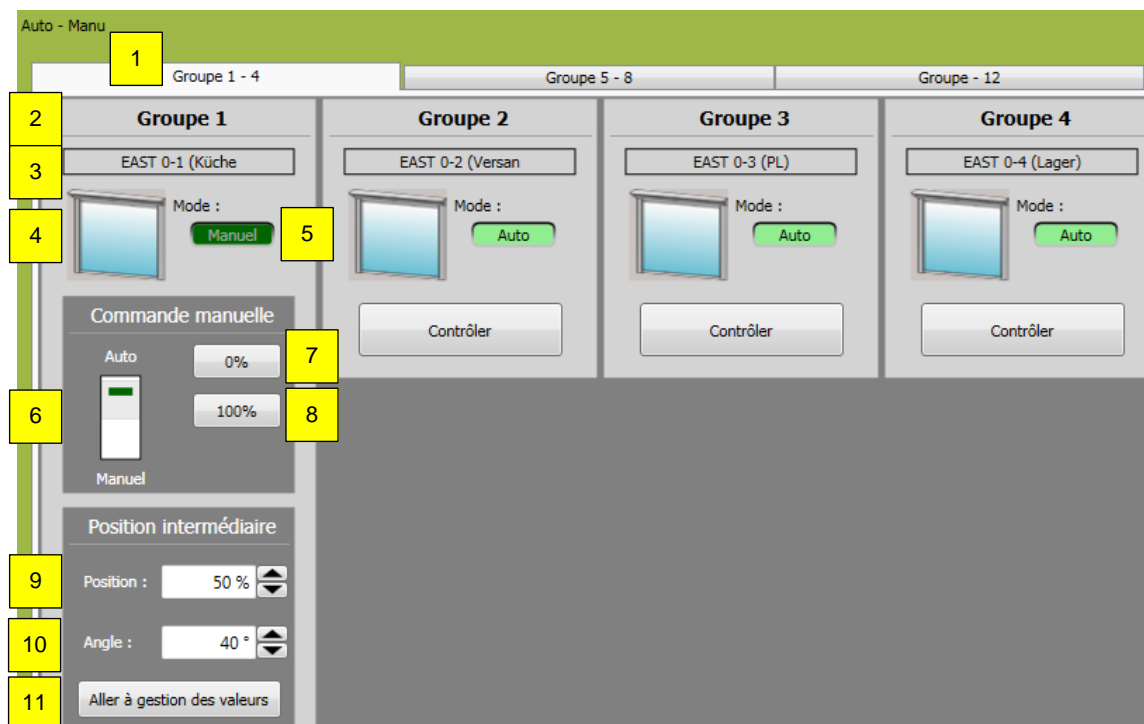 Auto - Manu
1
Groupe 1 - 4
Groupe 5 - 8
Groupe - 12
2
Groupe 1
Groupe 2
Groupe 3
Groupe 4
3
EAST 0-1 (Küche
EAST 0-2 (Versan
EAST 0-3 (PL)
EAST 0-4 (Lager)
4
Mode :
Manuel
5
Mode :
Auto
Mode :
Auto
Mode :
Auto
Commande manuelle
Contrôler
Contrôler
Contrôler
Auto
0%
7
6
100%
8
Manuel
Position intermédiaire
9
Position :
50 %
10
Angle :
40 °
11
Aller à gestion des valeurs